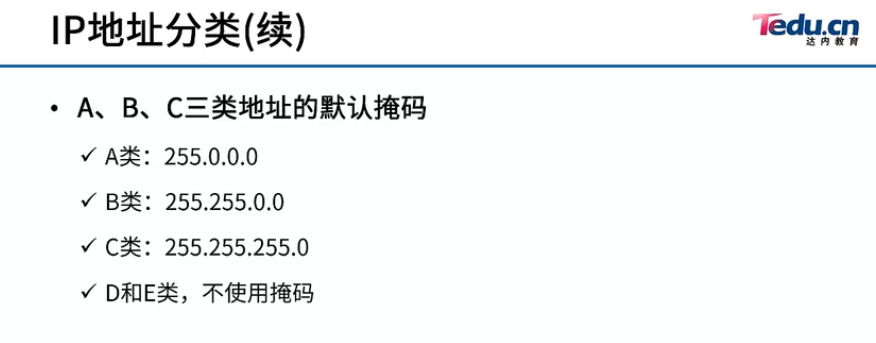 IP地址分类(续)
Tedu.cn
达内教育
• A、B、C三类地址的默认掩码
✓ A类：255.0.0.0
✓ B类：255.255.0.0
✓ C类：255.255.255.0
✓ D和E类，不使用掩码